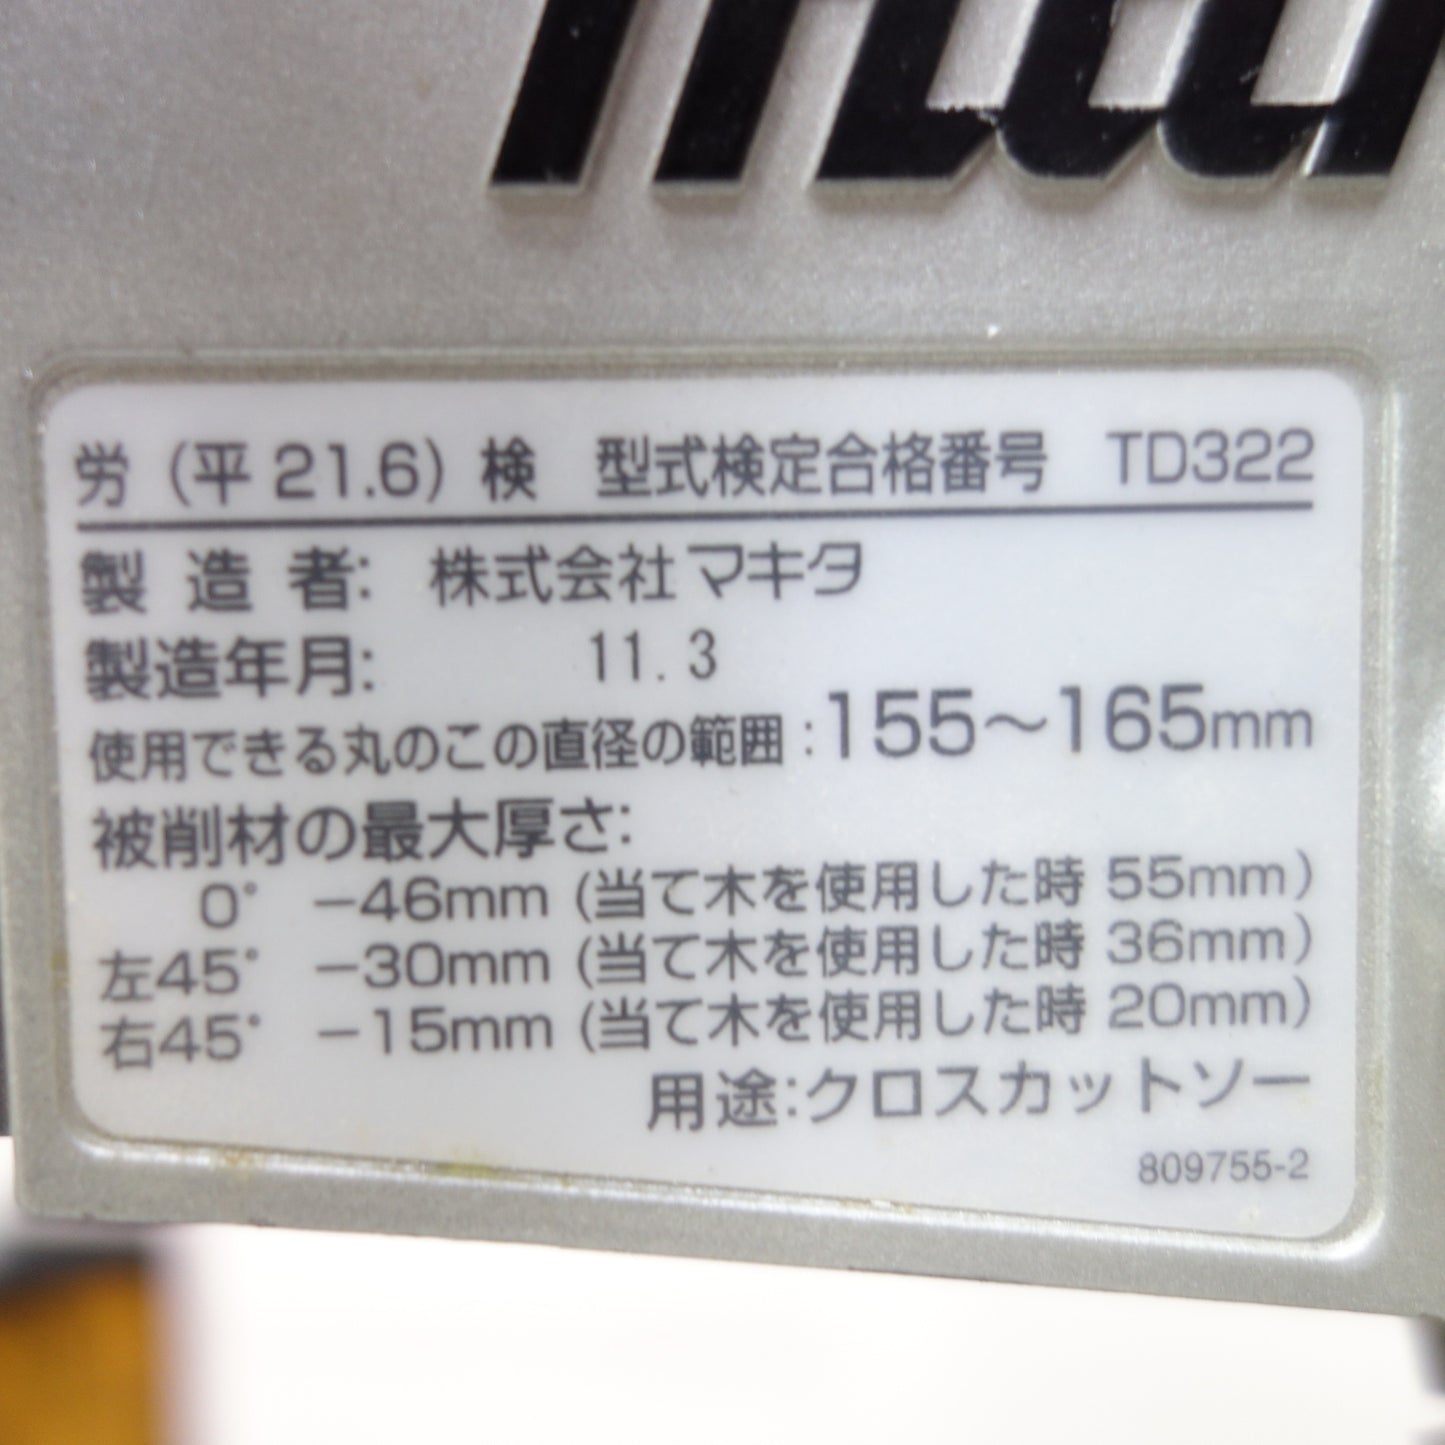 労（平21.6）検　型式検定合格番号　TD322
製 造 者: 株式会社マキタ
製造年月: 11.3
使用できる丸のこの直径の範囲:155〜165mm
被削材の最大厚さ:
0° −46mm（当て木を使用した時 55mm）
左45° −30mm（当て木を使用した時 36mm）
右45° −15mm（当て木を使用した時 20mm）
用途:クロスカットソー
809755-2